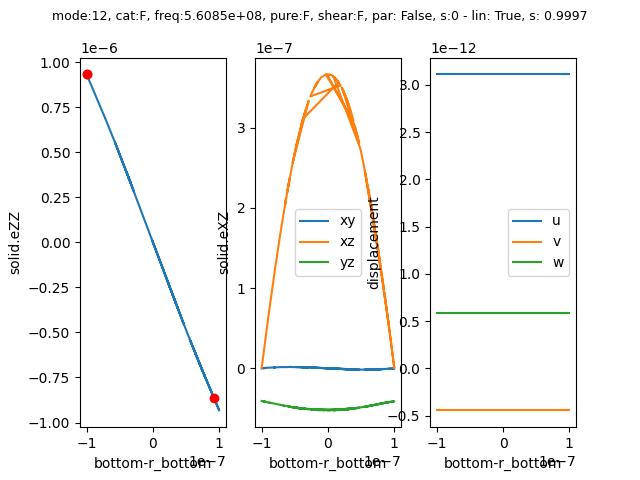 mode:12, cat:F, freq:5.6085e+08, pure:F, shear:F, par: False, s:0 - lin: True, s: 0.9997
1e−6
1.00
0.75
0.50
0.25
0.00
−0.25
−0.50
−0.75
−1.00
solid.eZZ
−1
0
1
1e−7
bottom-r_bottom
1e−7
3
2
1
0
solid.eXZ
xy
xz
yz
−1
0
1
1e−7
bottom-r_bottom
1e−12
3.0
2.5
2.0
1.5
1.0
0.5
0.0
−0.5
displacement
u
v
w
−1
0
1
1e−7
bottom-r_bottom